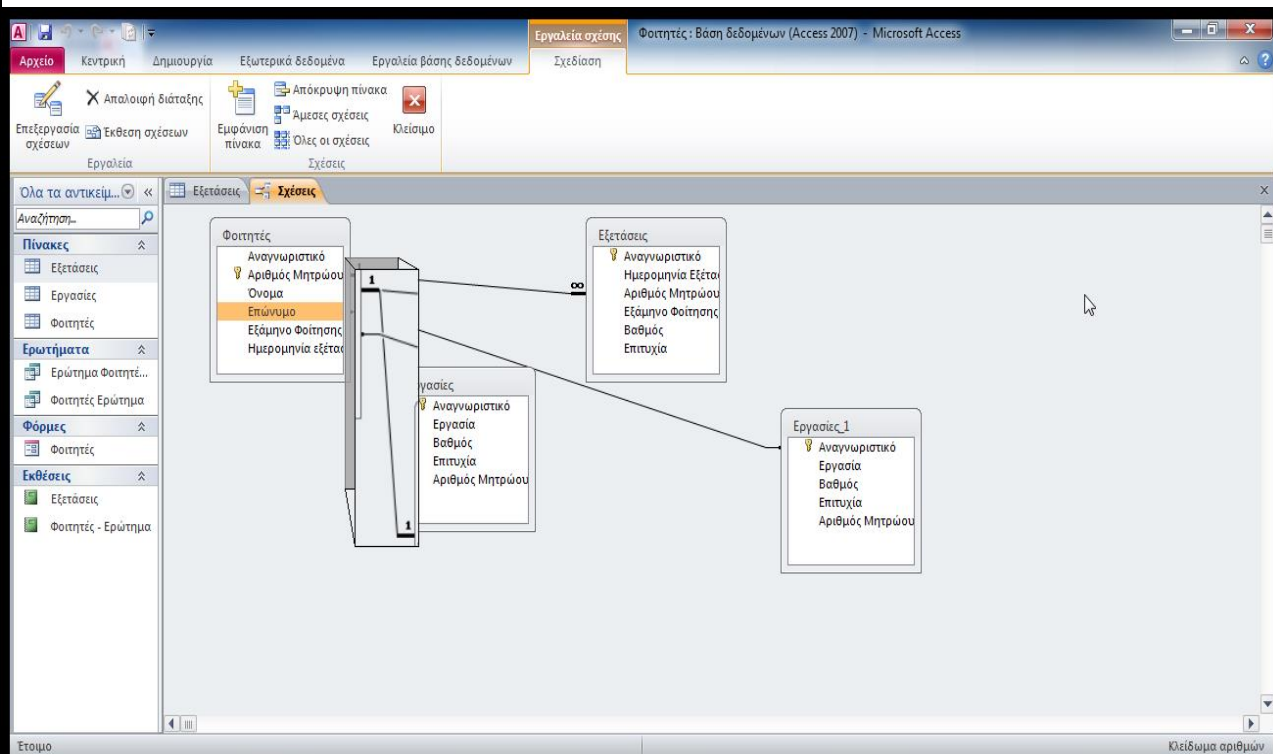 Εργαλεία σχέσης
Φοιτητές : Βάση δεδομένων (Access 2007) - Microsoft Access
Αρχείο
Κεντρική
Δημιουργία
Εξωτερικά δεδομένα
Εργαλεία βάσης δεδομένων
Σχεδίαση
Επεξεργασία
σχέσεων
Απαλοιφή διάταξης
Έκθεση σχέσεων
Εργαλεία
Εμφάνιση
πίνακα
Απόκρυψη πίνακα
Άμεσες σχέσεις
Όλες οι σχέσεις
Κλείσιμο
Σχέσεις
Όλα τα αντικείμ...
Αναζήτηση...
Πίνακες
Εξετάσεις
Εργασίες
Φοιτητές
Ερωτήματα
Ερώτημα Φοιτητέ...
Φοιτητές Ερώτημα
Φόρμες
Φοιτητές
Εκθέσεις
Εξετάσεις
Φοιτητές - Ερώτημα
Εξετάσεις
Σχέσεις
Φοιτητές
Αναγνωριστικό
Αριθμός Μητρώου
Όνομα
Επώνυμο
Εξάμηνο Φοίτησης
Ημερομηνία εξέτασ
1
1
∞
γασίες
Αναγνωριστικό
Εργασία
Βαθμός
Επιτυχία
Αριθμός Μητρώου
Εξετάσεις
Αναγνωριστικό
Ημερομηνία Εξέτασ
Αριθμός Μητρώου
Εξάμηνο Φοίτησης
Βαθμός
Επιτυχία
Εργασίες_1
Αναγνωριστικό
Εργασία
Βαθμός
Επιτυχία
Αριθμός Μητρώου
Έτοιμο
Κλείδωμα αριθμών